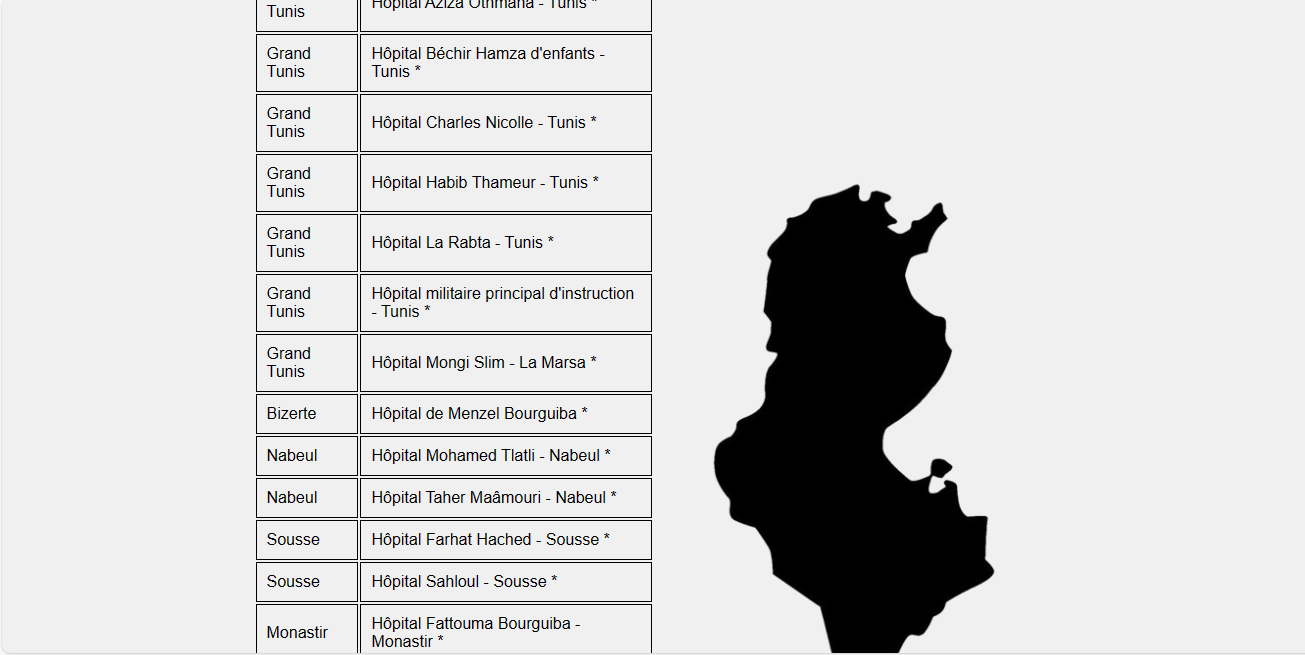 Tunis
Hôpital Aziza Othmana - Tunis *
Grand
Tunis
Hôpital Béchir Hamza d'enfants -
Tunis *
Grand
Tunis
Hôpital Charles Nicolle - Tunis *
Grand
Tunis
Hôpital Habib Thameur - Tunis *
Grand
Tunis
Hôpital La Rabta - Tunis *
Grand
Tunis
Hôpital militaire principal d'instruction
- Tunis *
Grand
Tunis
Hôpital Mongi Slim - La Marsa *
Bizerte
Hôpital de Menzel Bourguiba *
Nabeul
Hôpital Mohamed Tlatli - Nabeul *
Nabeul
Hôpital Taher Maâmouri - Nabeul *
Sousse
Hôpital Farhat Hached - Sousse *
Sousse
Hôpital Sahloul - Sousse *
Monastir
Hôpital Fattouma Bourguiba -
Monastir *